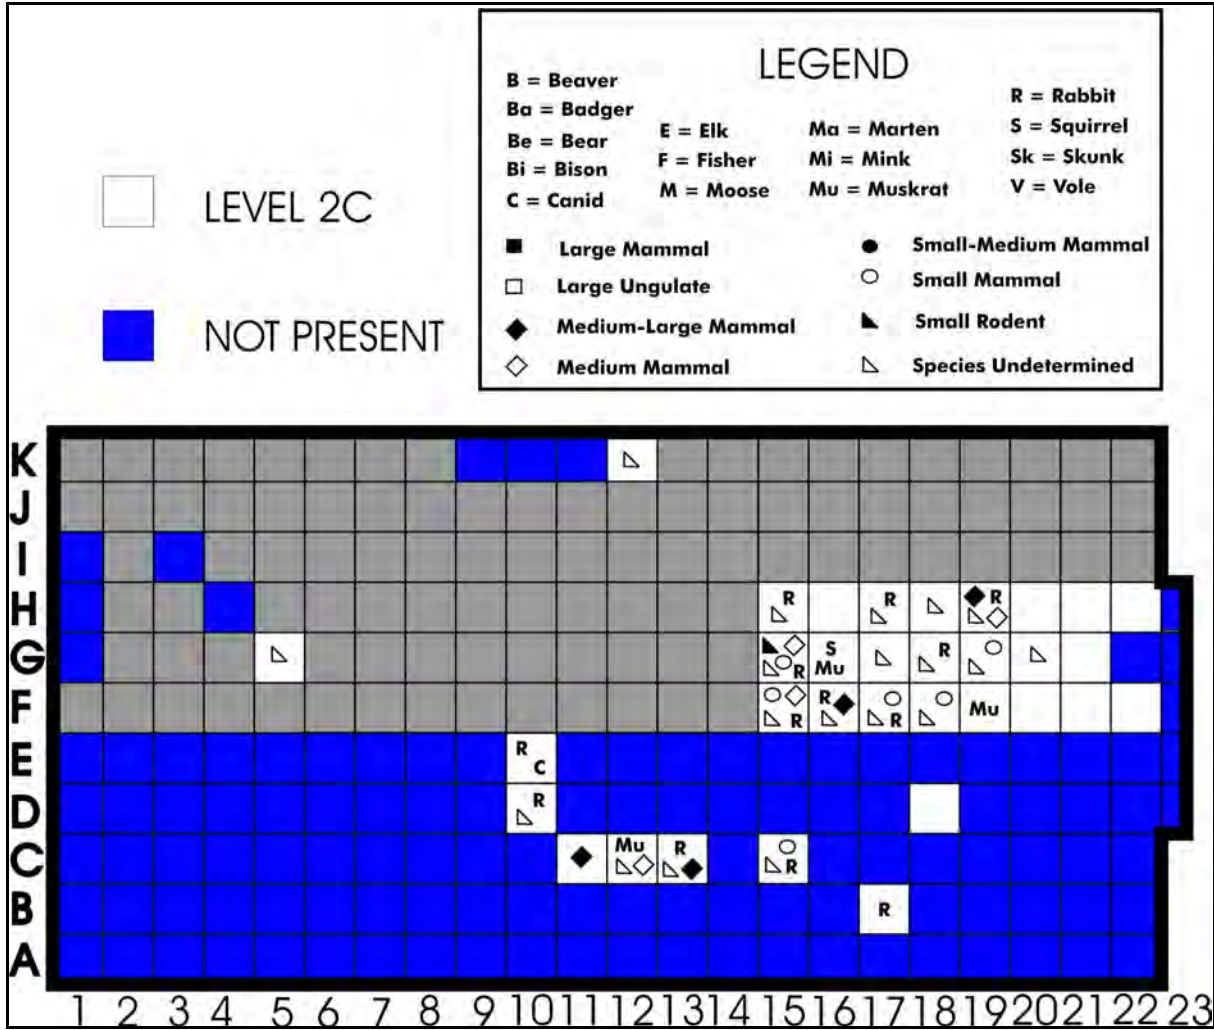 LEGEND
B = Beaver
Ba = Badger
Be = Bear
Bi = Bison
C = Canid
E = Elk
F = Fisher
M = Moose
Ma = Marten
Mi = Mink
Mu = Muskrat
R = Rabbit
S = Squirrel
Sk = Skunk
V = Vole
Large Mammal
Large Ungulate
Medium-Large Mammal
Medium Mammal
Small-Medium Mammal
Small Mammal
Small Rodent
Species Undetermined
LEVEL 2C
NOT PRESENT
K
J
I
H R R R
G R S Mu R
F R R R Mu
E R C
D R
C Mu R R
B R
A
1 2 3 4 5 6 7 8 9 10 11 12 13 14 15 16 17 18 19 20 21 22 23